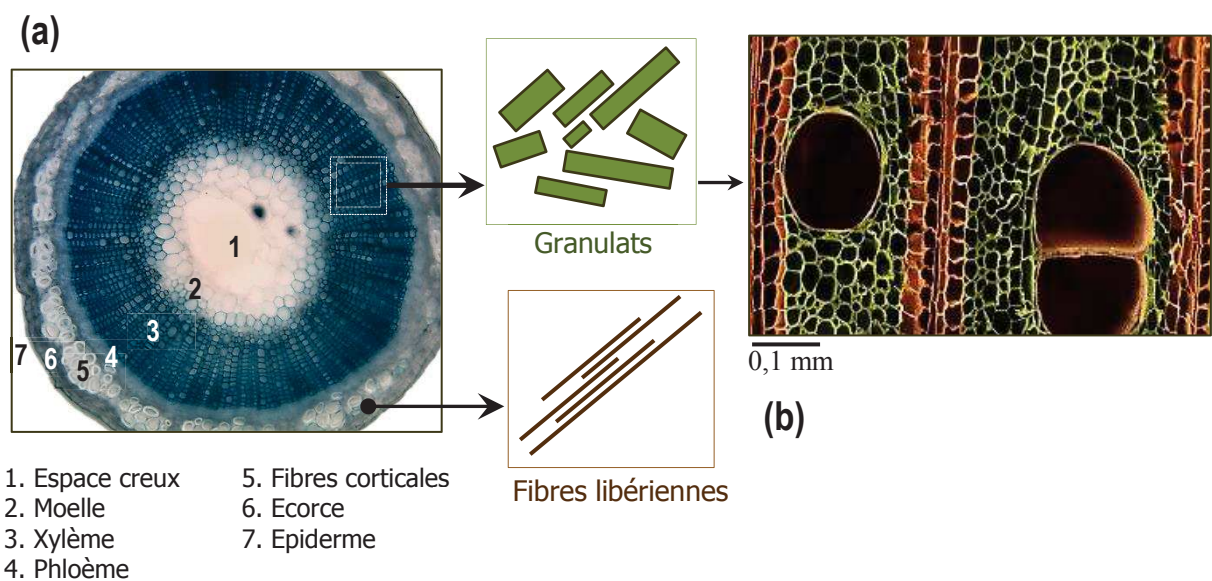 (a)
1
2
3
4
5
6
7
Granulats
Fibres libériennes
0,1 mm
(b)
1. Espace creux
2. Moelle
3. Xylème
4. Phloème
5. Fibres corticales
6. Ecorce
7. Epiderme